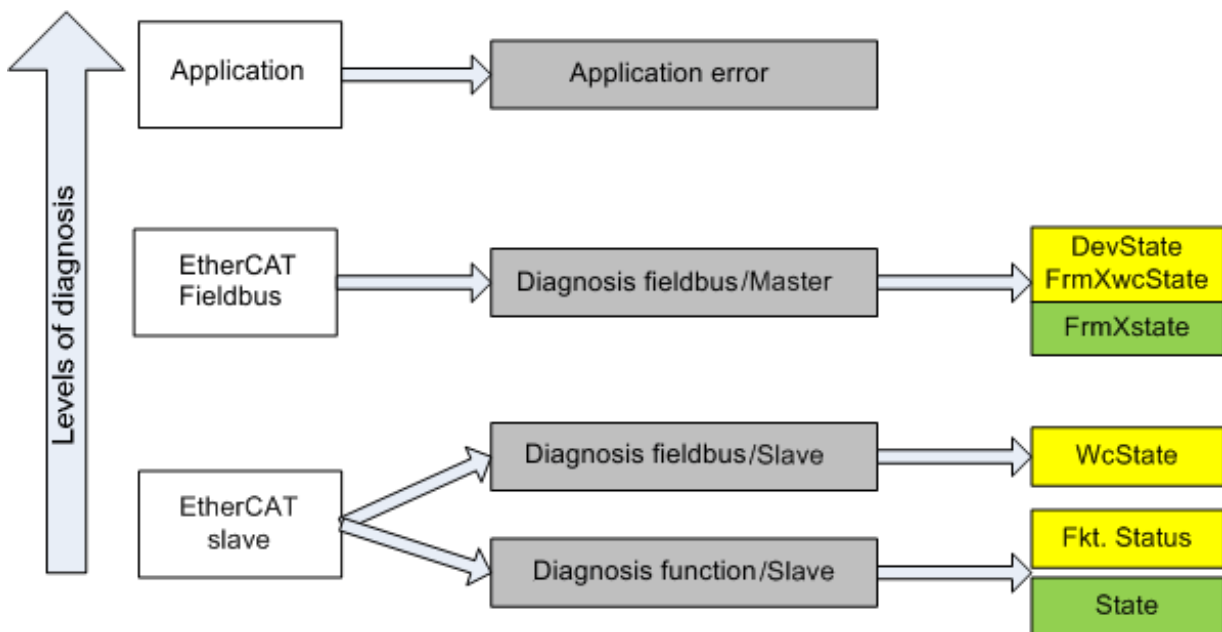 Levels of diagnosis
Application
Application error
EtherCAT
Fieldbus
Diagnosis fieldbus/Master
DevState
FrmXwcState
FrmXstate
EtherCAT
slave
Diagnosis fieldbus/Slave
WcState
Diagnosis function/Slave
Fkt. Status
State